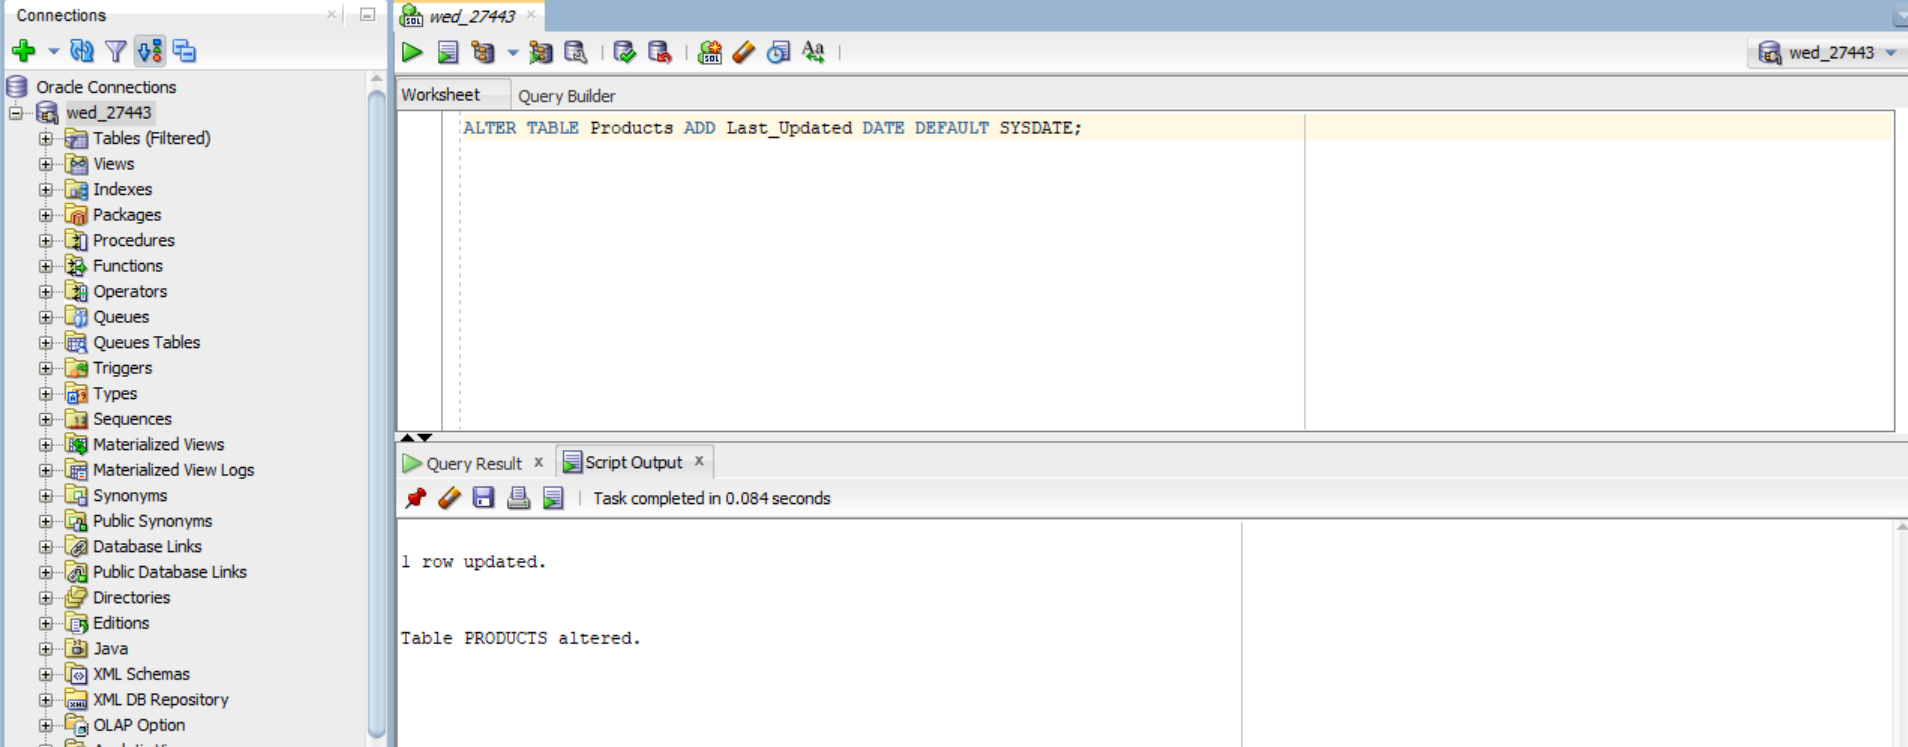 Connections
Oracle Connections
wed_27443
Tables (Filtered)
Views
Indexes
Packages
Procedures
Functions
Operators
Queues
Queues Tables
Triggers
Types
Sequences
Materialized Views
Materialized View Logs
Synonyms
Public Synonyms
Database Links
Public Database Links
Directories
Editions
Java
XML Schemas
XML DB Repository
OLAP Option
wed_27443
wed_27443
Worksheet
Query Builder
ALTER TABLE Products ADD Last_Updated DATE DEFAULT SYSDATE;
Query Result x
Script Output x
Task completed in 0.084 seconds
1 row updated.
Table PRODUCTS altered.